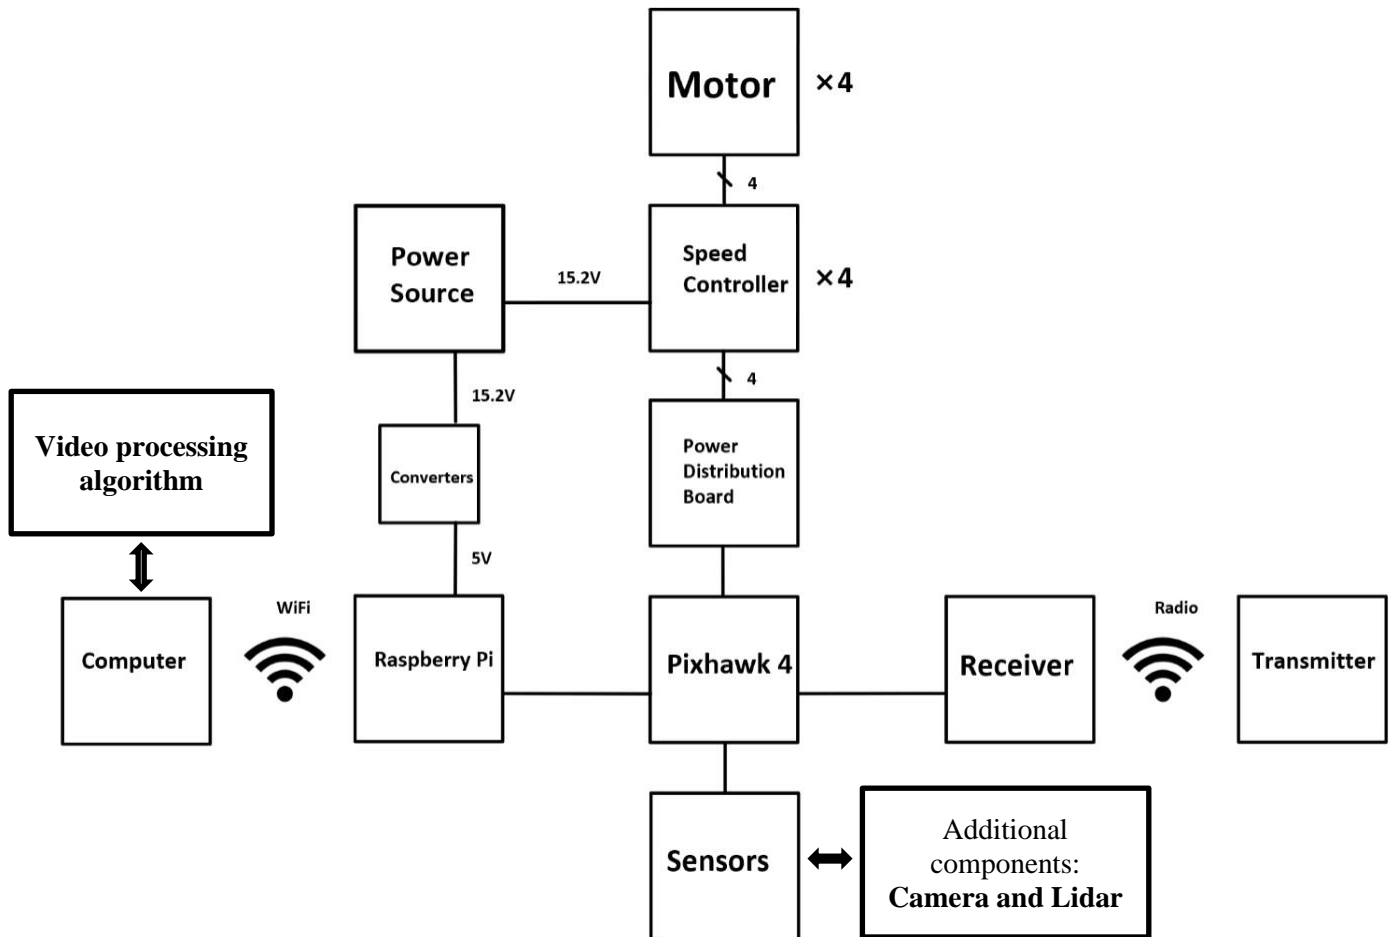 Motor
×4
4
Power
Source
15.2V
Speed
Controller
×4
15.2V
4
Video processing
algorithm
Converters
Power
Distribution
Board
5V
Computer
WiFi
Raspberry Pi
Pixhawk 4
Receiver
Radio
Transmitter
Sensors
Additional
components:
Camera and Lidar